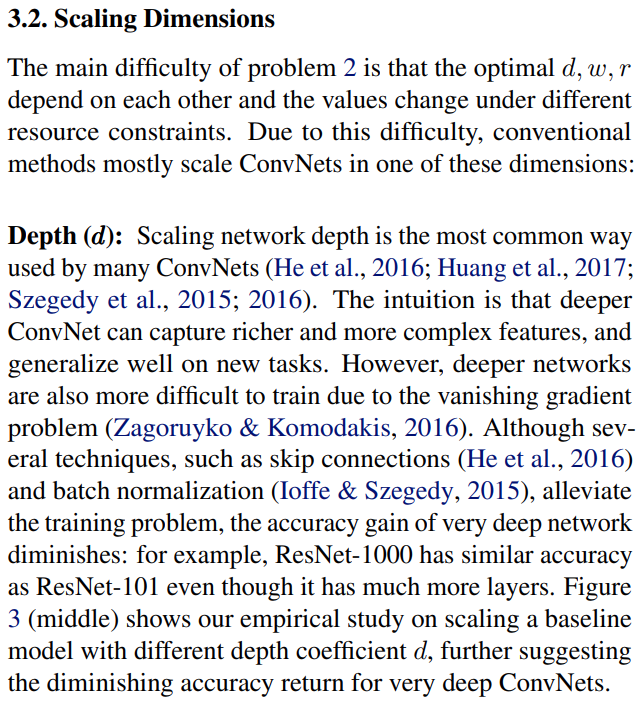 3.2. Scaling Dimensions
The main difficulty of problem 2 is that the optimal d, w, r
depend on each other and the values change under different
resource constraints. Due to this difficulty, conventional
methods mostly scale ConvNets in one of these dimensions:
Depth (d): Scaling network depth is the most common way
used by many ConvNets (He et al., 2016; Huang et al., 2017;
Szegedy et al., 2015; 2016). The intuition is that deeper
ConvNet can capture richer and more complex features, and
generalize well on new tasks. However, deeper networks
are also more difficult to train due to the vanishing gradient
problem (Zagoruyko & Komodakis, 2016). Although sev-
eral techniques, such as skip connections (He et al., 2016)
and batch normalization (Ioffe & Szegedy, 2015), alleviate
the training problem, the accuracy gain of very deep network
diminishes: for example, ResNet-1000 has similar accuracy
as ResNet-101 even though it has much more layers. Figure
3 (middle) shows our empirical study on scaling a baseline
model with different depth coefficient d, further suggesting
the diminishing accuracy return for very deep ConvNets.